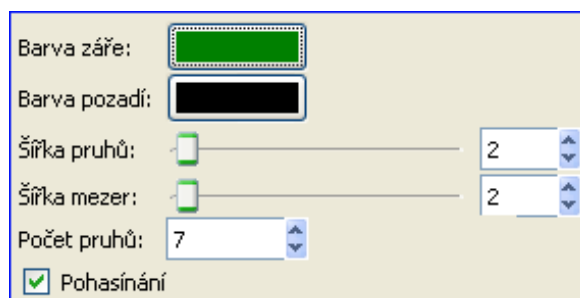 Barva záře:
Barva pozadí:
Šířka pruhů: 2
Šířka mezer: 2
Počet pruhů: 7
Pohasínání